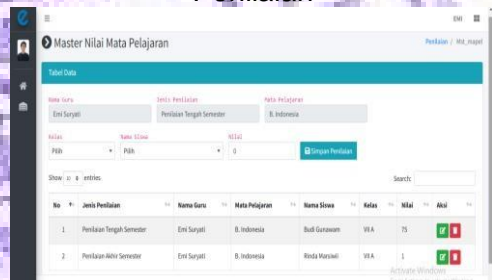 Penilaian
EMI
Master Nilai Mata Pelajaran
Penilaian / Mst_mapel
Tabel Data
Nama Guru Jenis Penilaian Mata Pelajaran
Emi Suryati Penilaian Tengah Semester B. Indonesia
Kelas Nama Siswa Nilai
Pilih Pilih 0 Simpan Penilaian
Show 10 entries Search:
No Jenis Penilaian Nama Guru Mata Pelajaran Nama Siswa Kelas Nilai Aksi
1 Penilaian Tengah Semester Emi Suryati B. Indonesia Budi Gunawam VII A 75
2 Penilaian Akhir Semester Emi Suryati B. Indonesia Rinda Marsiwi VII A 1
Activate Windows